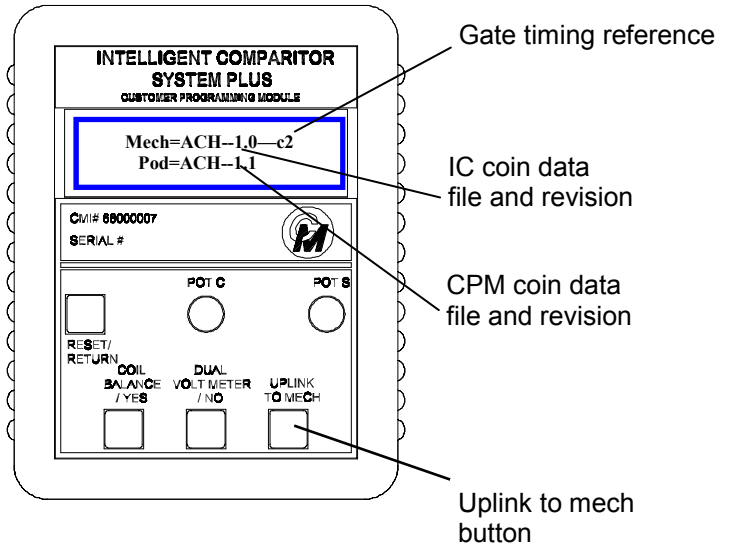 Gate timing reference
INTELLIGENT COMPARITOR
SYSTEM PLUS
CUSTOMER PROGRAMMING MODULE
Mech=ACH--1.0—c2
Pod=ACH--1.1
IC coin data
file and revision
CMI# 68000007
SERIAL #
CPM coin data
file and revision
POT C
POT S
RESET/
RETURN
COIL
BALANCE
/ YES
DUAL
VOLT METER
/ NO
UPLINK
TO MECH
Uplink to mech
button